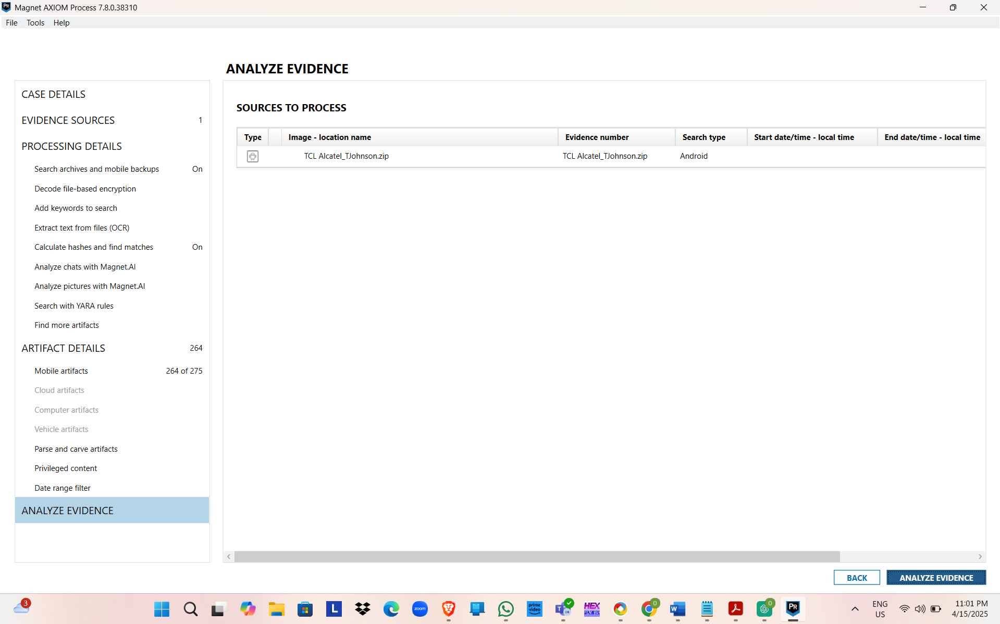 Magnet AXIOM Process 7.8.0.38310
File Tools Help
ANALYZE EVIDENCE
CASE DETAILS
EVIDENCE SOURCES 1
PROCESSING DETAILS
Search archives and mobile backups On
Decode file-based encryption
Add keywords to search
Extract text from files (OCR)
Calculate hashes and find matches On
Analyze chats with Magnet.AI
Analyze pictures with Magnet.AI
Search with YARA rules
Find more artifacts
ARTIFACT DETAILS 264
Mobile artifacts 264 of 275
Cloud artifacts
Computer artifacts
Vehicle artifacts
Parse and carve artifacts
Privileged content
Date range filter
ANALYZE EVIDENCE
SOURCES TO PROCESS
Type Image - location name Evidence number Search type Start date/time - local time End date/time - local time
TCL Alcatel_TJohnson.zip TCL Alcatel_TJohnson.zip Android
BACK ANALYZE EVIDENCE
3
L
zoom
prime video
T
HEX
0
W
0
PR
ENG
US
11:01 PM
4/15/2025